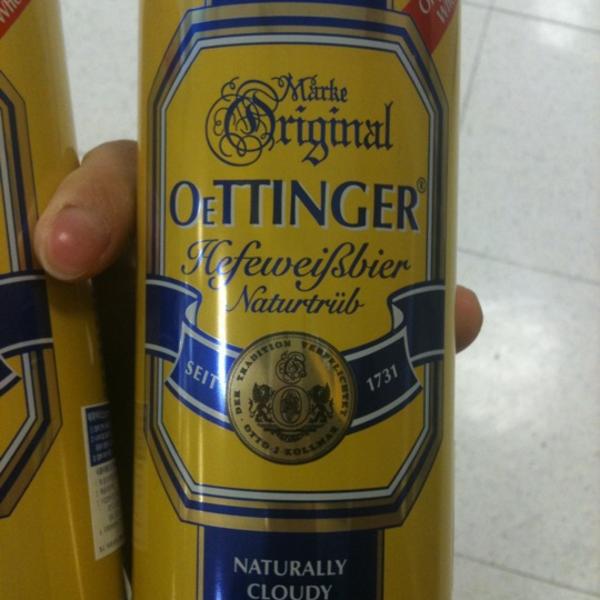 Marke
Original
OeTTINGER®
Hefeweißbier
Naturtrüb
SEIT 1731
DER TRADITION VERPFLICHTET
OTTO J KOLLMAR
NATURALLY
CLOUDY